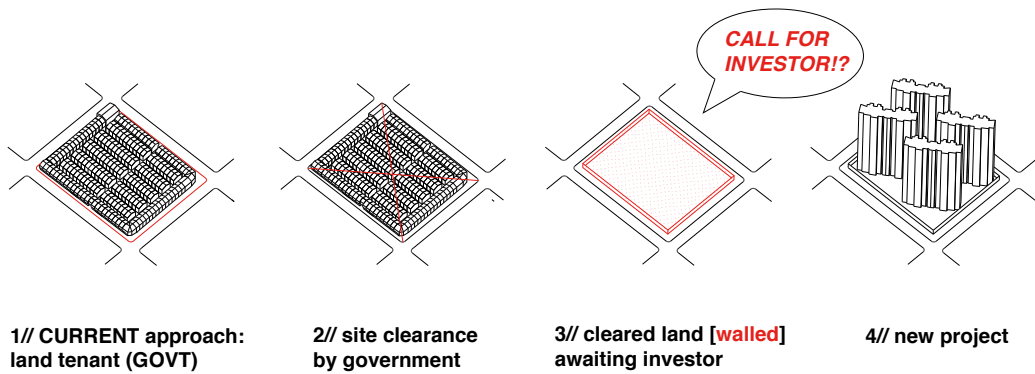 CALL FOR
INVESTOR!?
1// CURRENT approach:
land tenant (GOVT)
2// site clearance
by government
3// cleared land [walled]
awaiting investor
4// new project